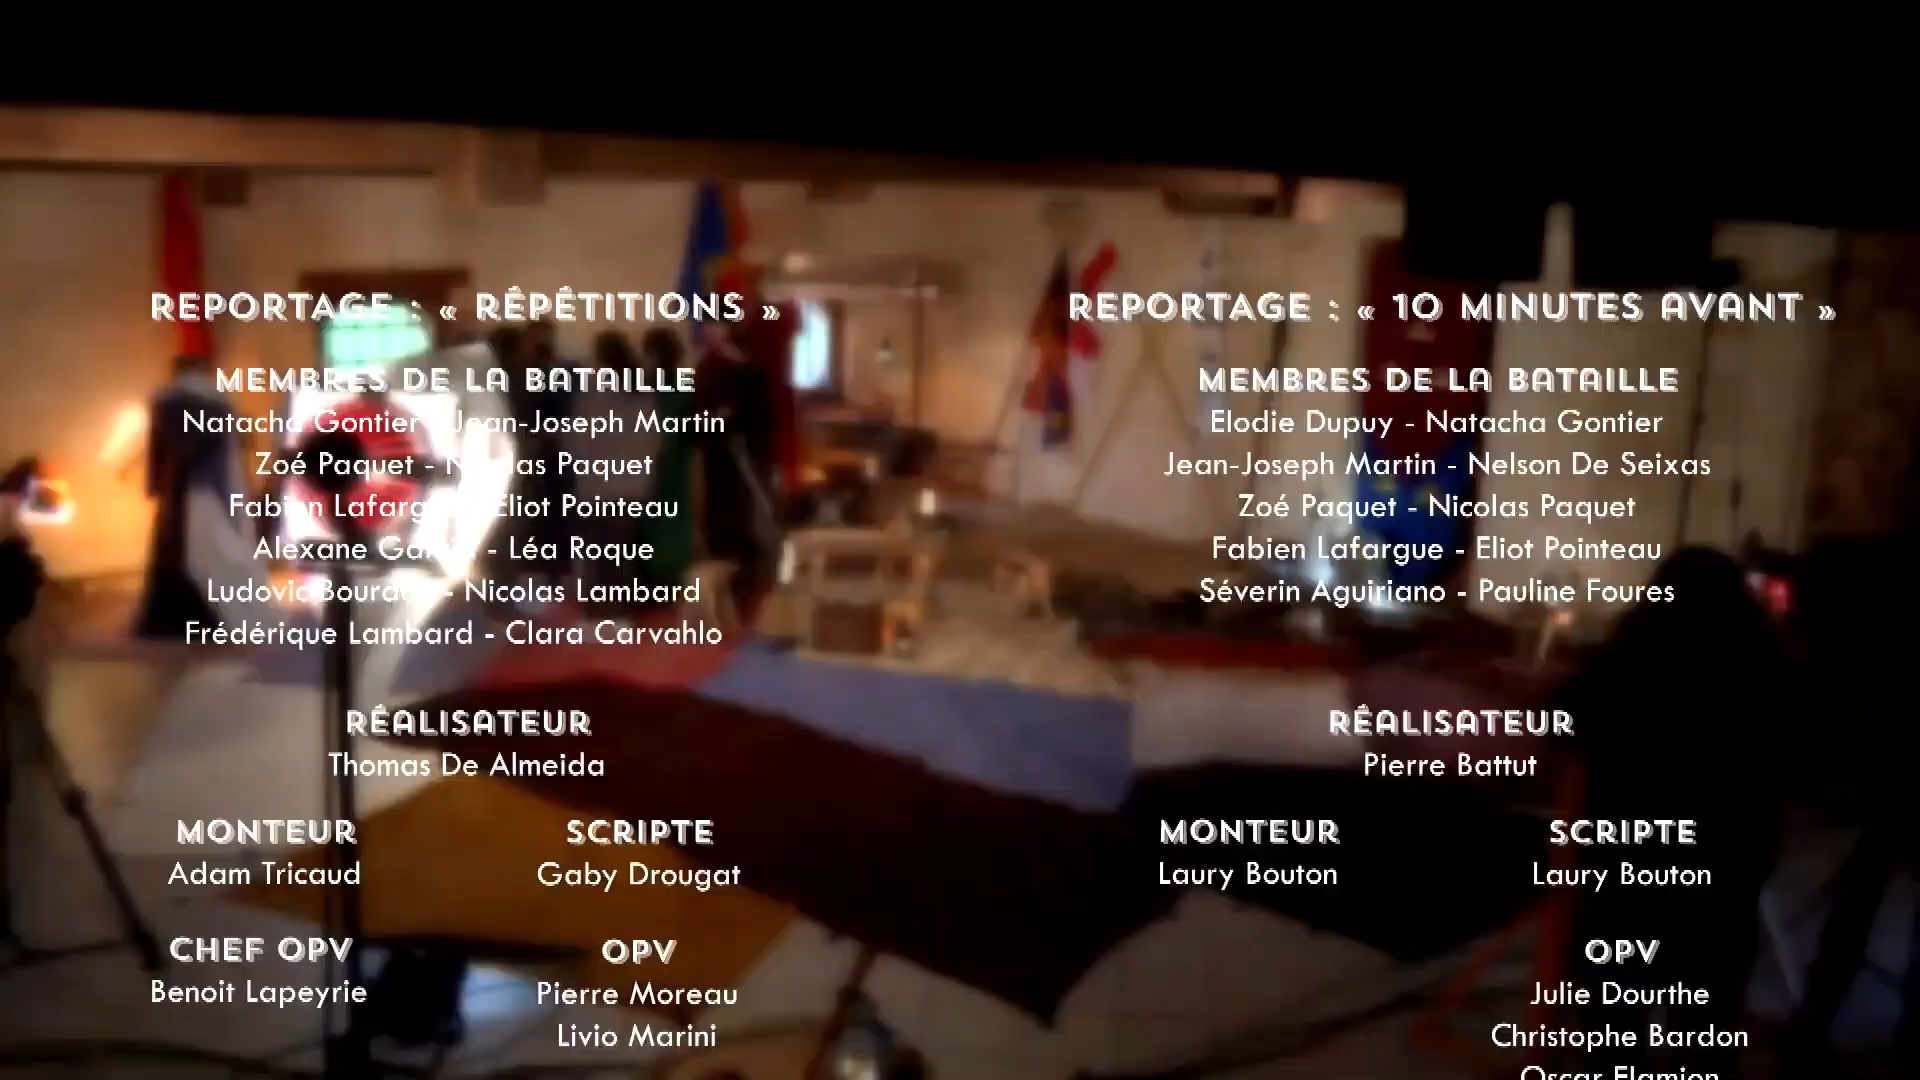 REPORTAGE : « RÉPÉTITIONS »
MEMBRES DE LA BATAILLE
Natacha Gontier - Jean-Joseph Martin
Zoé Paquet - Nicolas Paquet
Fabien Lafargue - Eliot Pointeau
Alexane - Léa Roque
Ludovic - Nicolas Lambard
Frédérique Lambard - Clara Carvahlo
RÉALISATEUR
Thomas De Almeida
MONTEUR
Adam Tricaud
SCRIPTE
Gaby Drougat
CHEF OPV
Benoit Lapeyrie
OPV
Pierre Moreau
Livio Marini
REPORTAGE : « 10 MINUTES AVANT »
MEMBRES DE LA BATAILLE
Elodie Dupuy - Natacha Gontier
Jean-Joseph Martin - Nelson De Seixas
Zoé Paquet - Nicolas Paquet
Fabien Lafargue - Eliot Pointeau
Séverin Aguiriano - Pauline Foures
RÉALISATEUR
Pierre Battut
MONTEUR
Laury Bouton
SCRIPTE
Laury Bouton
OPV
Julie Dourthe
Christophe Bardon
Oscar